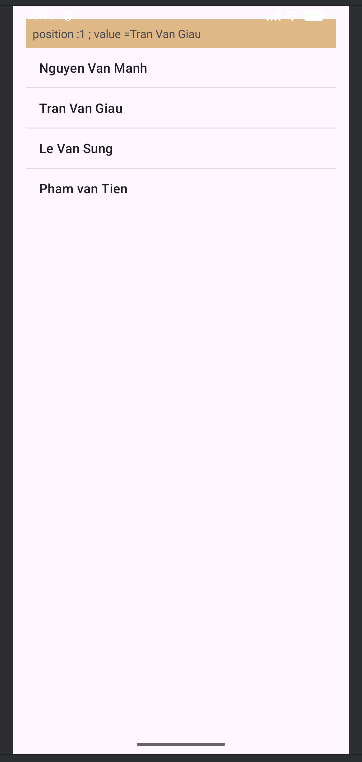 position :1 ; value =Tran Van Giau
Nguyen Van Manh
Tran Van Giau
Le Van Sung
Pham van Tien